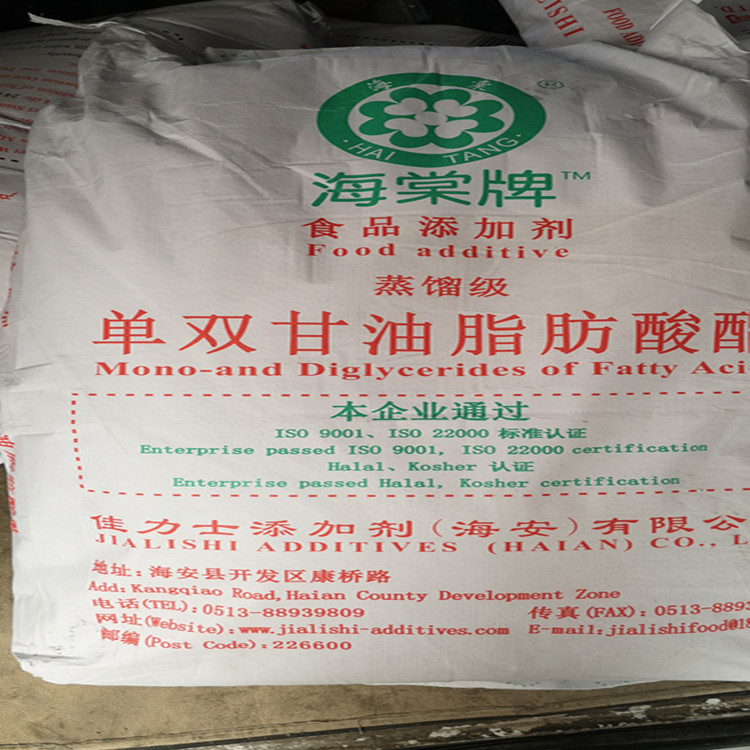 海棠
HAI TANG
®
海棠牌™
食品添加剂
Food additive
蒸馏级
单双甘油脂肪酸酯
Mono-and Diglycerides of Fatty Aci
本企业通过
ISO 9001、ISO 22000 标准认证
Enterprise passed ISO 9001, ISO 22000 certification
Halal、Kosher 认证
Enterprise passed Halal, Kosher certification
佳力士添加剂(海安)有限公
JIALISHI ADDITIVES (HAIAN) CO., L
地址:海安县开发区康桥路
Add:Kangqiao Road,Haian County Development Zone
电话(TEL):0513-88939809 传真(FAX):0513-8893
网址(Website):www.jialishi-additives.com E-mail:jialishifood@18
邮编(Post Code):226600
ALISHI
FOOD ADD